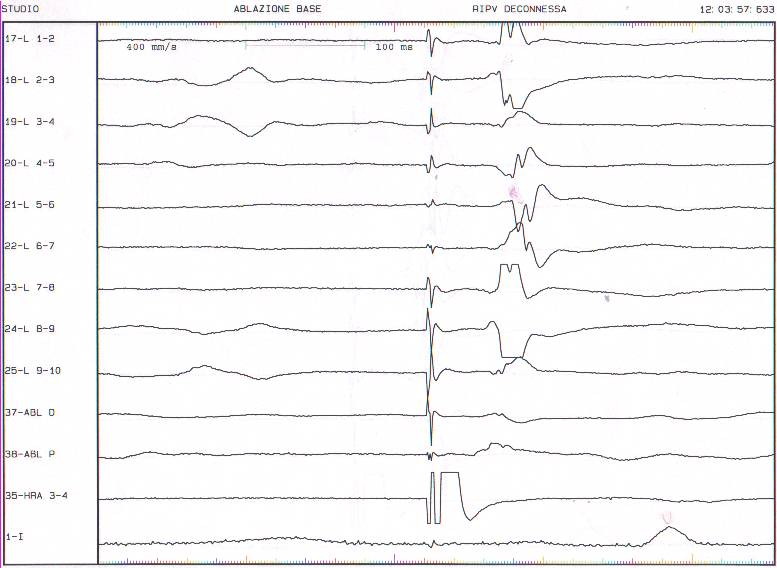 STUDIO ABLAZIONE BASE RIPV DECONNESSA 12:03:57:533
17-L 1-2
400 mm/s 100 ms
18-L 2-3
19-L 3-4
20-L 4-5
21-L 5-6
22-L 6-7
23-L 7-8
24-L 8-9
25-L 9-10
37-ABL D
38-ABL P
35-HRA 3-4
1-I